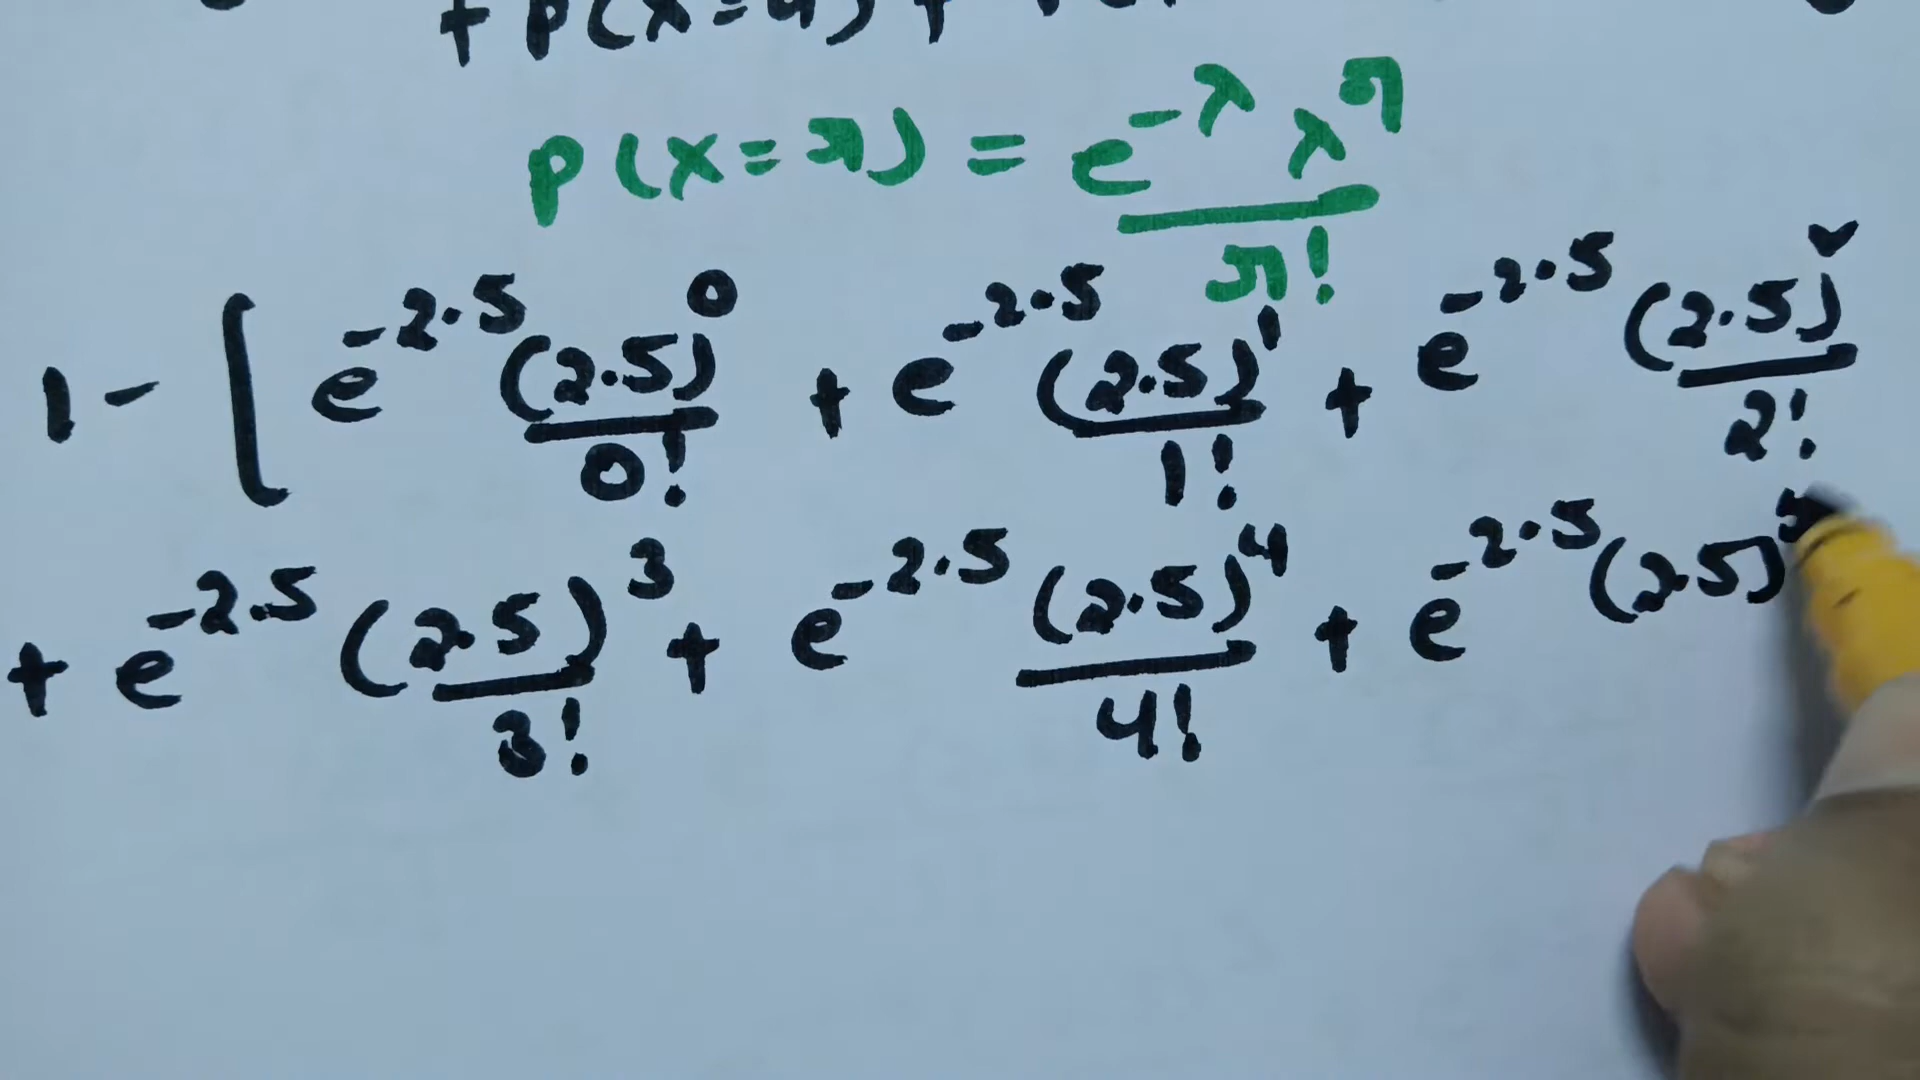 + P(X=4) +
P(X=x) = e^-λ λ^x / x!
1 - [ e^-2.5 (2.5)^0 / 0! + e^-2.5 (2.5)^1 / 1! + e^-2.5 (2.5)^2 / 2!
+ e^-2.5 (2.5)^3 / 3! + e^-2.5 (2.5)^4 / 4! + e^-2.5 (2.5)^5